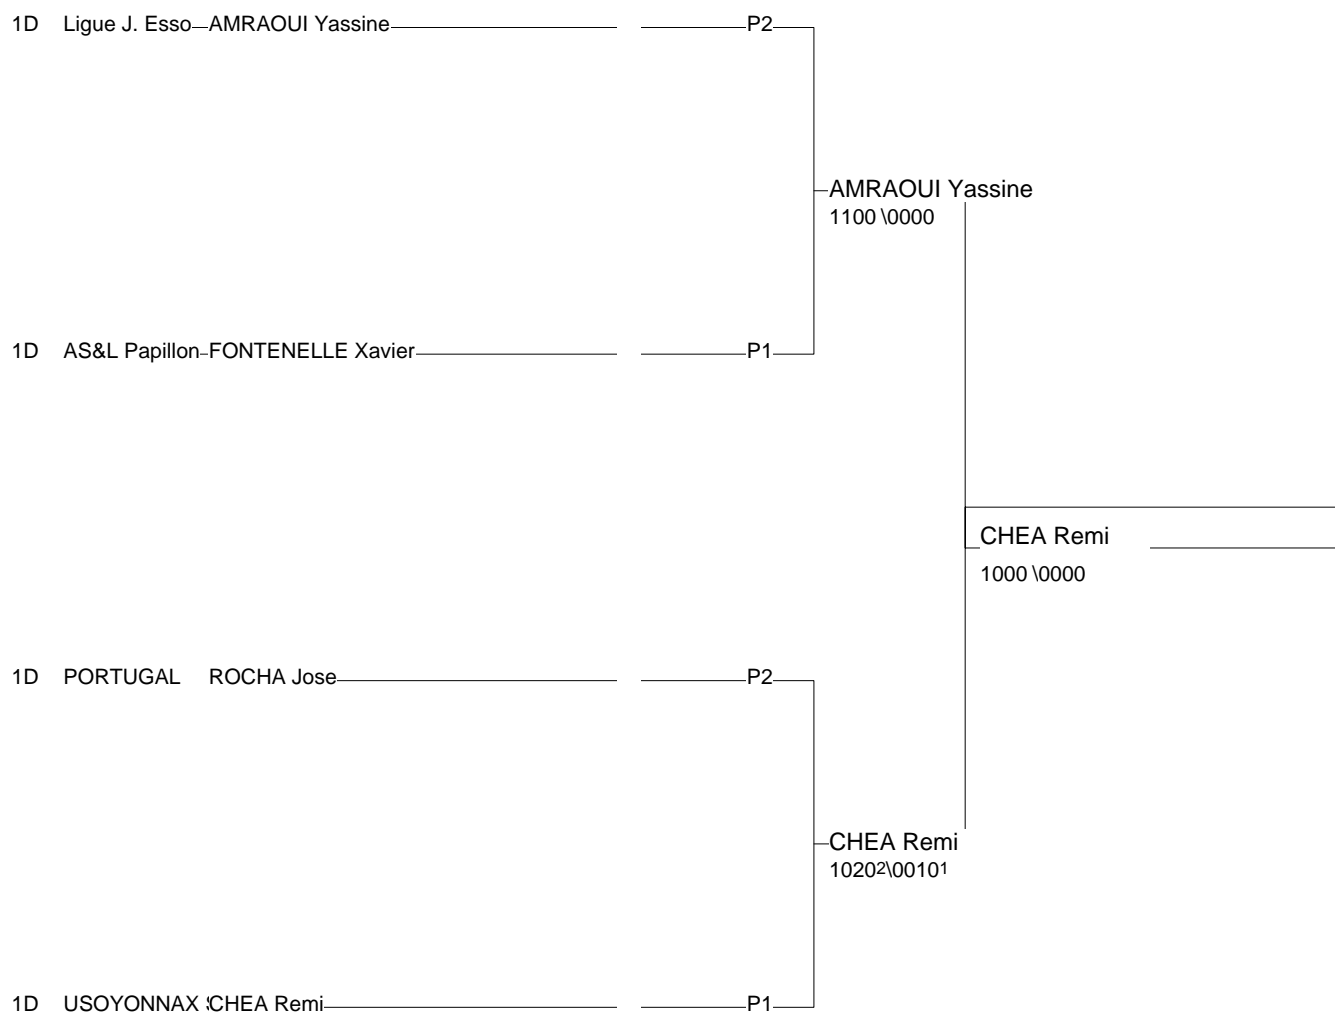 1D Ligue J. Esso AMRAOUI Yassine P2
AMRAOUI Yassine
1100 \0000
1D AS&L Papillon FONTENELLE Xavier P1
CHEA Remi
1000 \0000
1D PORTUGAL ROCHA Jose P2
CHEA Remi
1020²\0010¹
1D USOYONNAX CHEA Remi P1